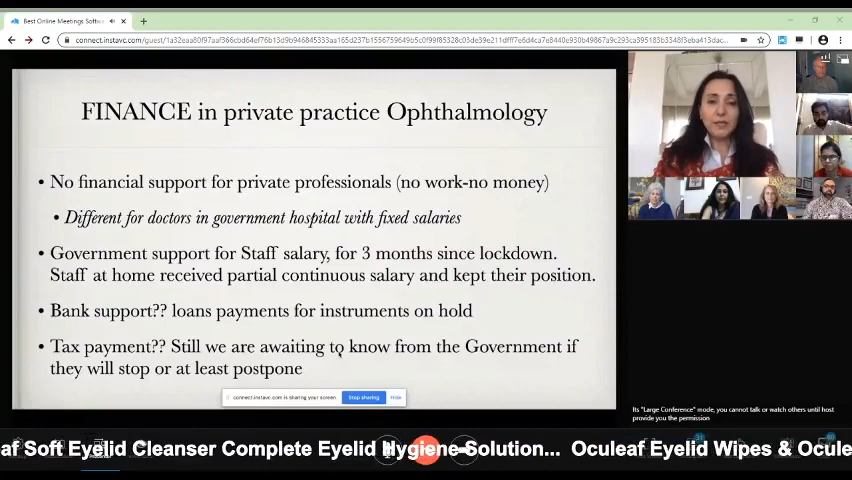 Best Online Meetings Softw
connect.instavc.com/guest/1a32eaa80f97aaf366cbd64ef76b13d9b946845333aa165d237b1556759649b5c0f99f85328c03de39e211dfff7e6d4ca7e8440e930b49867a9c293ca395183b3348f3eba413dac...
FINANCE in private practice Ophthalmology
• No financial support for private professionals (no work-no money)
• Different for doctors in government hospital with fixed salaries
• Government support for Staff salary, for 3 months since lockdown.
Staff at home received partial continuous salary and kept their position.
• Bank support?? loans payments for instruments on hold
• Tax payment?? Still we are awaiting to know from the Government if
they will stop or at least postpone
connect.instavc.com is sharing your screen. Stop sharing Hide
Its "Large Conference" mode, you cannot talk or watch others until host
provide you the permission
af Soft Eyelid Cleanser Complete Eyelid Hygiene Solution... Oculeaf Eyelid Wipes & Ocule